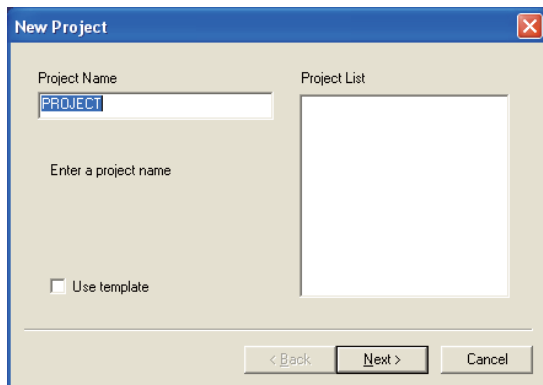 New Project
Project Name
Project List
PROJECT
Enter a project name
Use template
< Back
Next >
Cancel